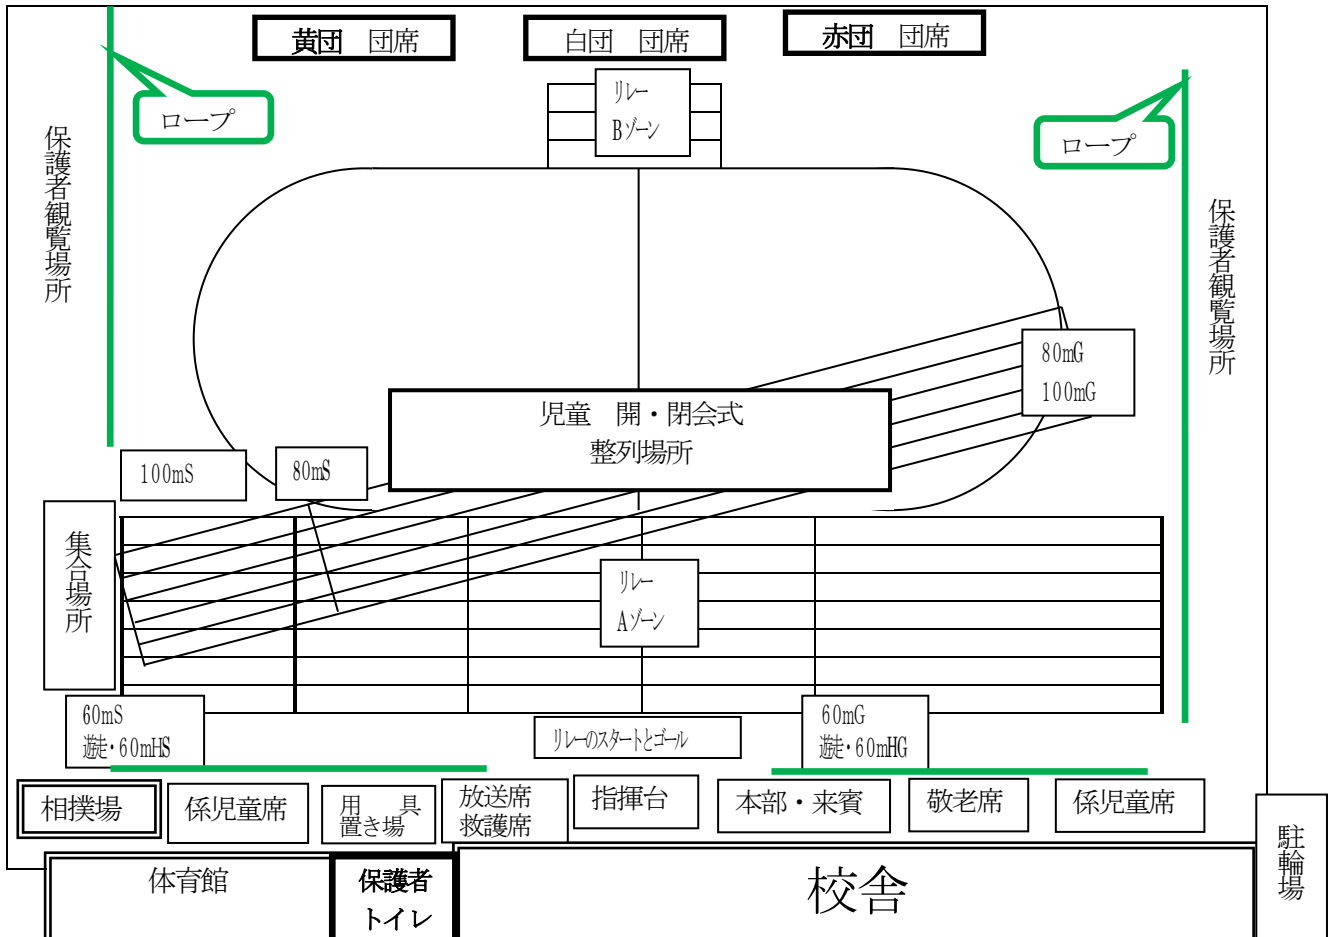 黄団　団席
白団　団席
赤団　団席
ロープ
リレー
Bゾーン
ロープ
保護者観覧場所
保護者観覧場所
80mG
100mG
児童　開・閉会式
整列場所
100mS
80mS
集合場所
リレー
Aゾーン
60mS
遊走・60mHS
リレーのスタートとゴール
60mG
遊走・60mHG
相撲場
係児童席
用　具
置き場
放送席
救護席
指揮台
本部・来賓
敬老席
係児童席
駐輪場
体育館
保護者
トイレ
校舎